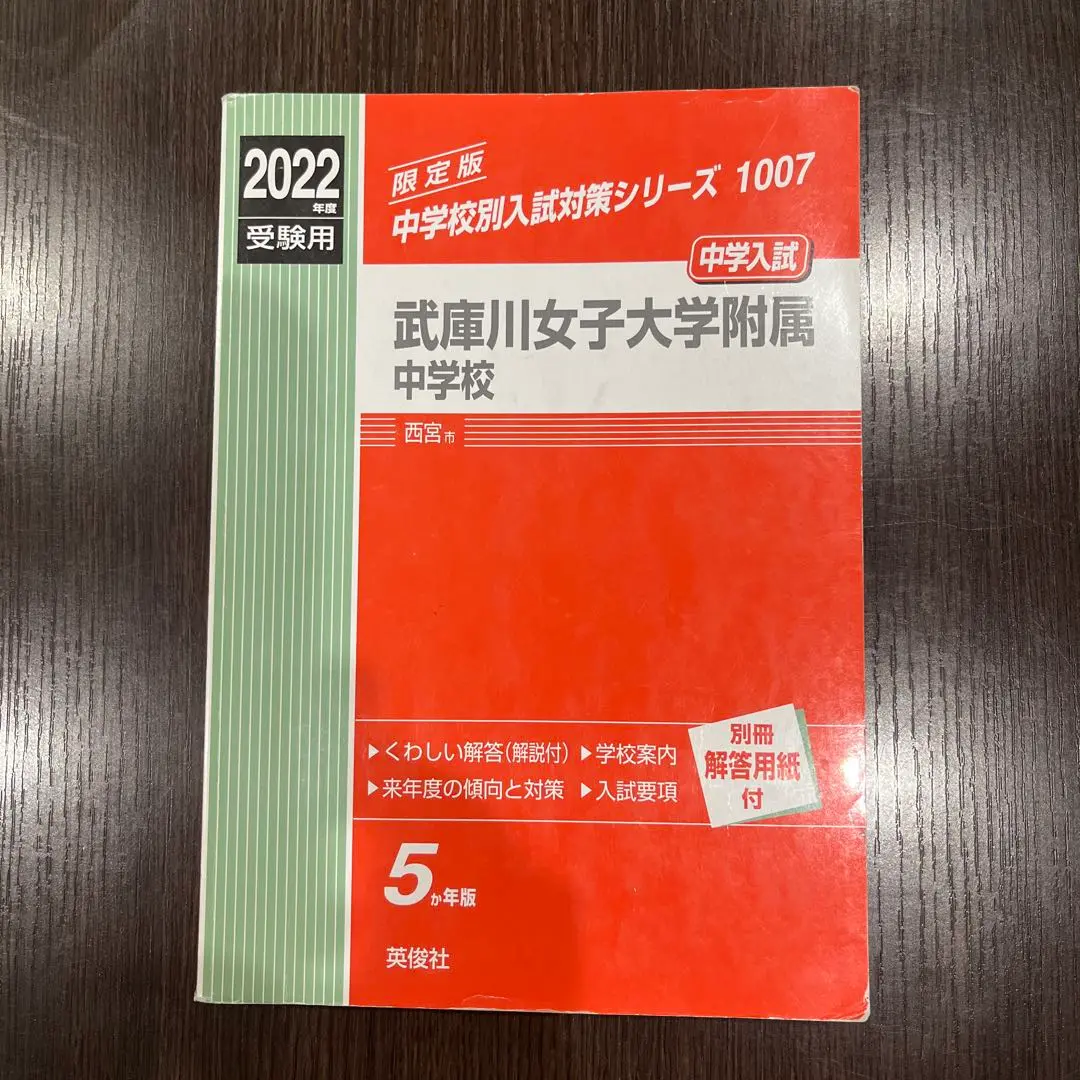 2022
年度
受験用
限定版
中学校別入試対策シリーズ 1007
中学入試
武庫川女子大学附属
中学校
西宮市
▶くわしい解答(解説付) ▶学校案内
▶来年度の傾向と対策 ▶入試要項
別冊
解答用紙
付
5か年版
英俊社